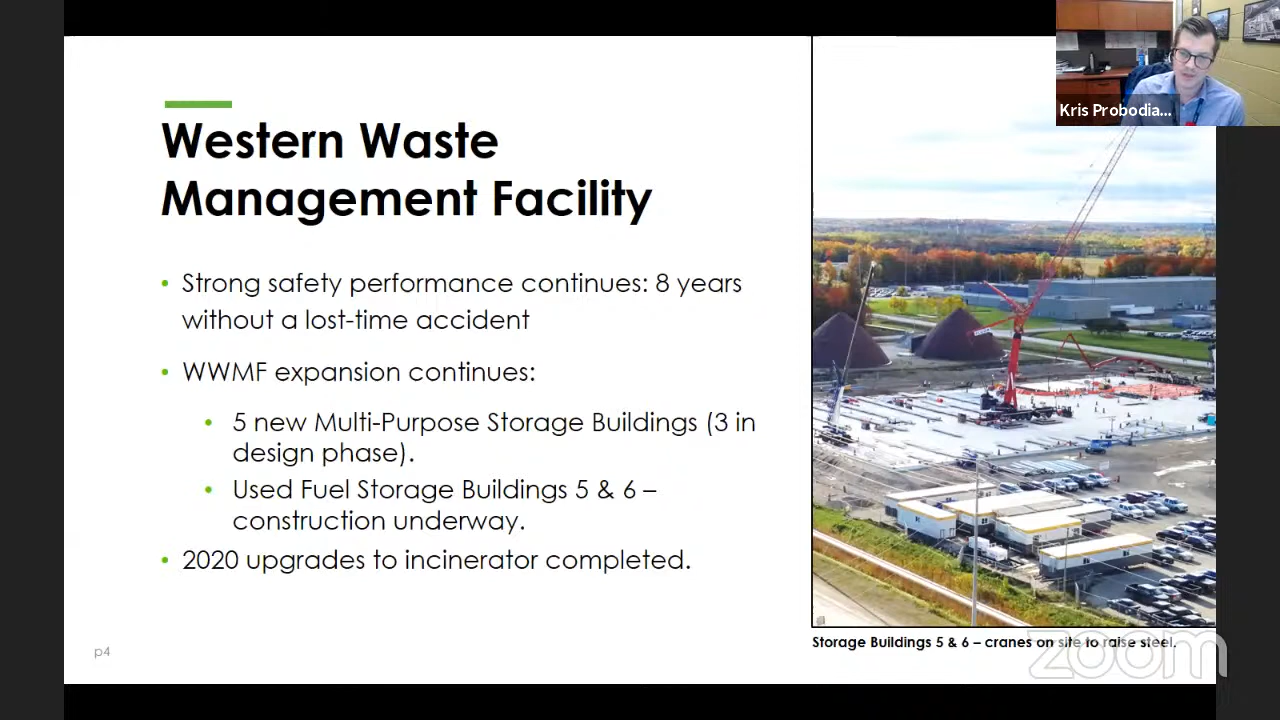 Kris Probodia...
Western Waste
Management Facility
• Strong safety performance continues: 8 years
without a lost-time accident
• WWMF expansion continues:
• 5 new Multi-Purpose Storage Buildings (3 in
design phase).
• Used Fuel Storage Buildings 5 & 6 –
construction underway.
• 2020 upgrades to incinerator completed.
p4
Storage Buildings 5 & 6 – cranes on site to raise steel.
zoom